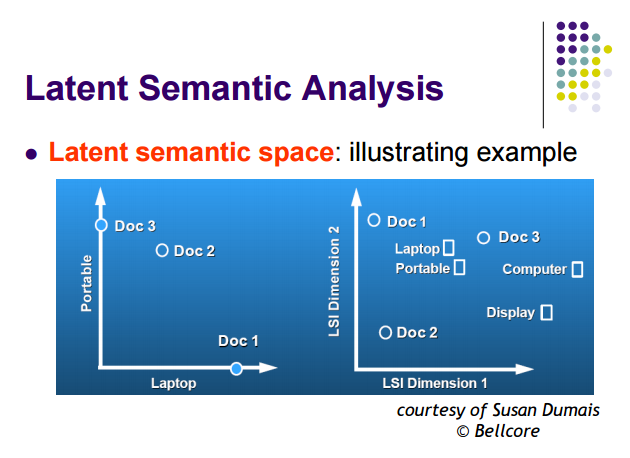 Latent Semantic Analysis
Latent semantic space: illustrating example
Doc 3
Doc 2
Doc 1
Portable
Laptop
Doc 1
Doc 3
Laptop
Portable
Computer
Display
Doc 2
LSI Dimension 2
LSI Dimension 1
courtesy of Susan Dumais
© Bellcore